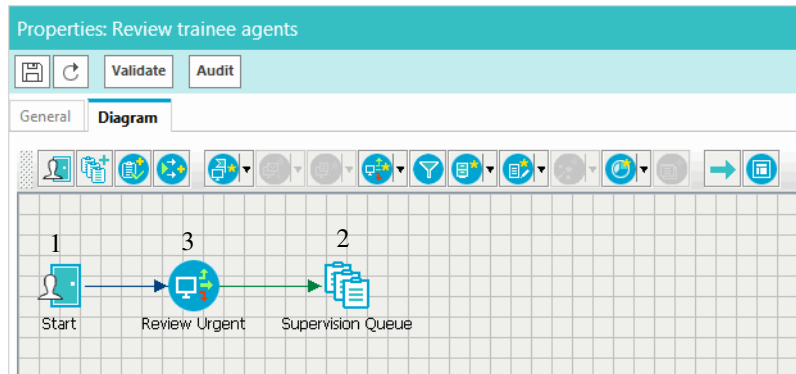 Properties: Review trainee agents
Validate Audit
General Diagram
1 3 2
Start Review Urgent Supervision Queue